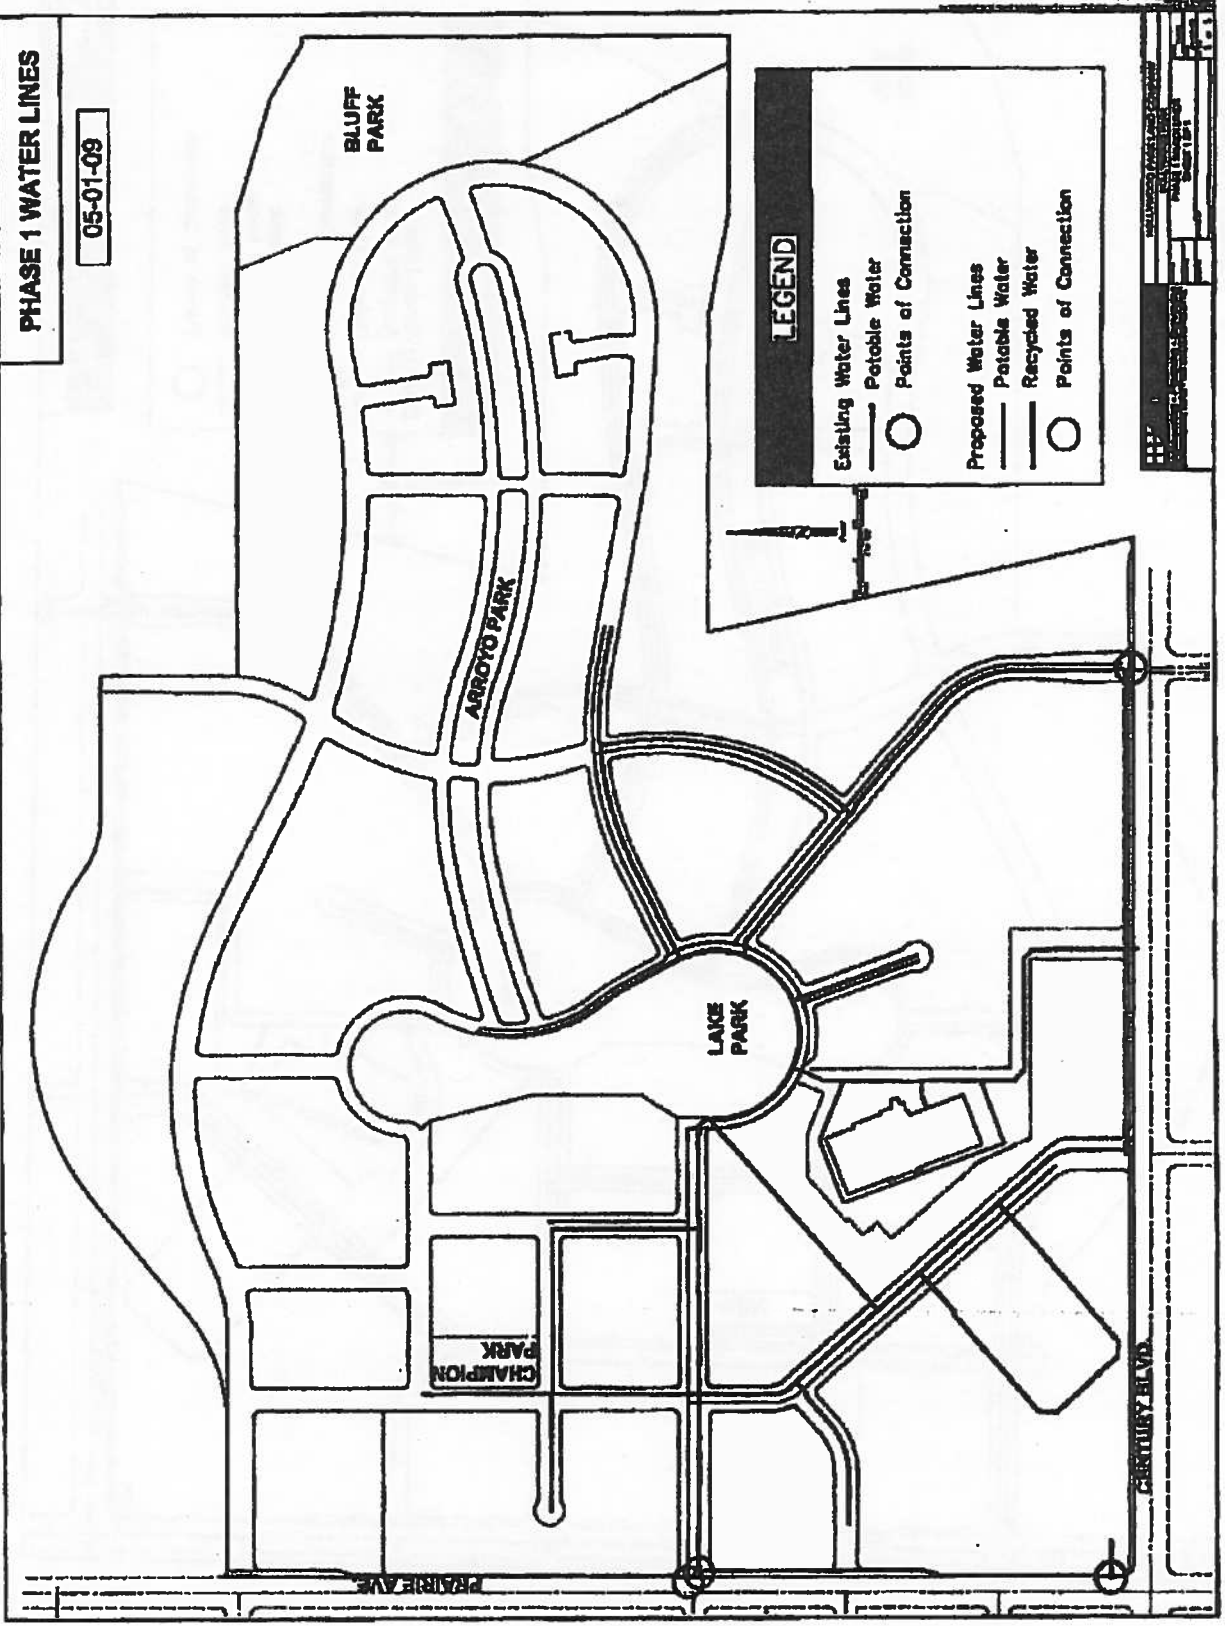 PHASE 1 WATER LINES
05-01-09
BLUFF
PARK
ARROYO PARK
LAKE
PARK
CHAMPION
PARK
PRAIRIE AVE.
CENTURY BLVD.
LEGEND
Existing Water Lines
Potable Water
Points of Connection
Proposed Water Lines
Potable Water
Recycled Water
Points of Connection